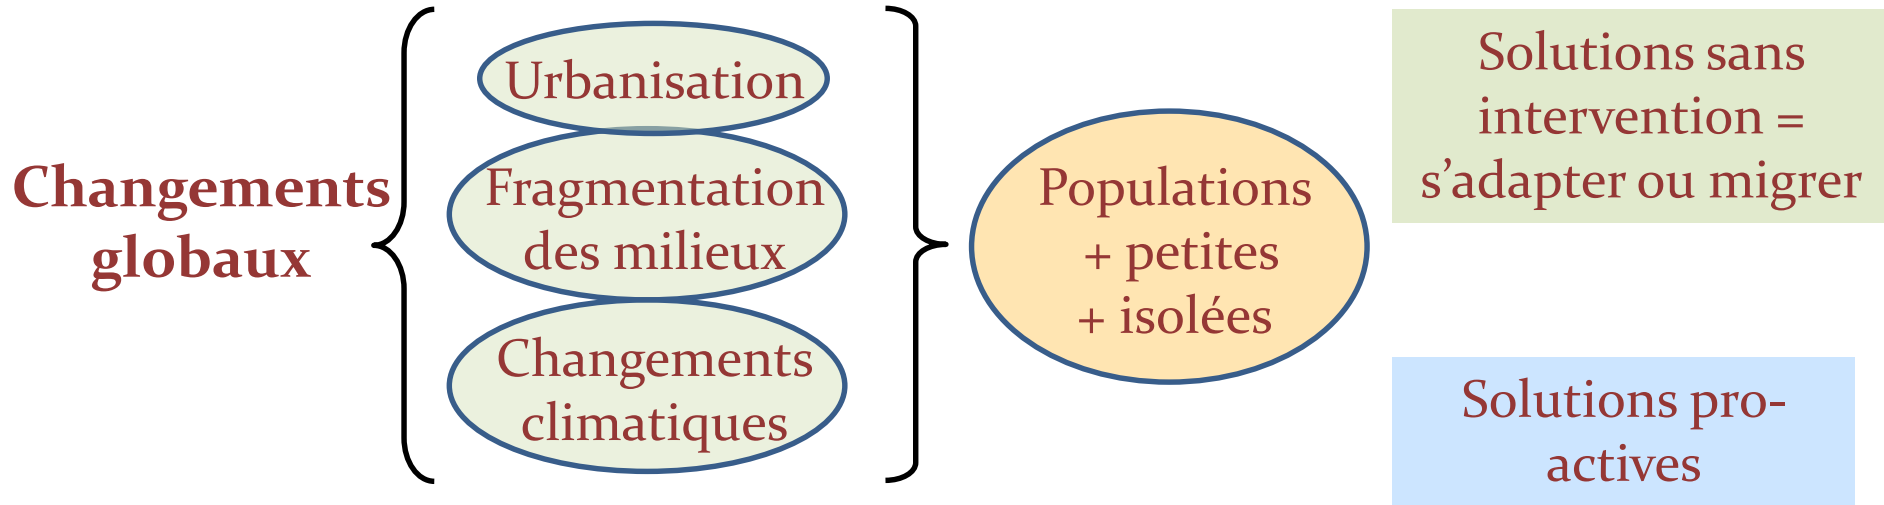 Changements
globaux
Urbanisation
Fragmentation
des milieux
Changements
climatiques
Populations
+ petites
+ isolées
Solutions sans
intervention =
s’adapter ou migrer
Solutions pro-
actives